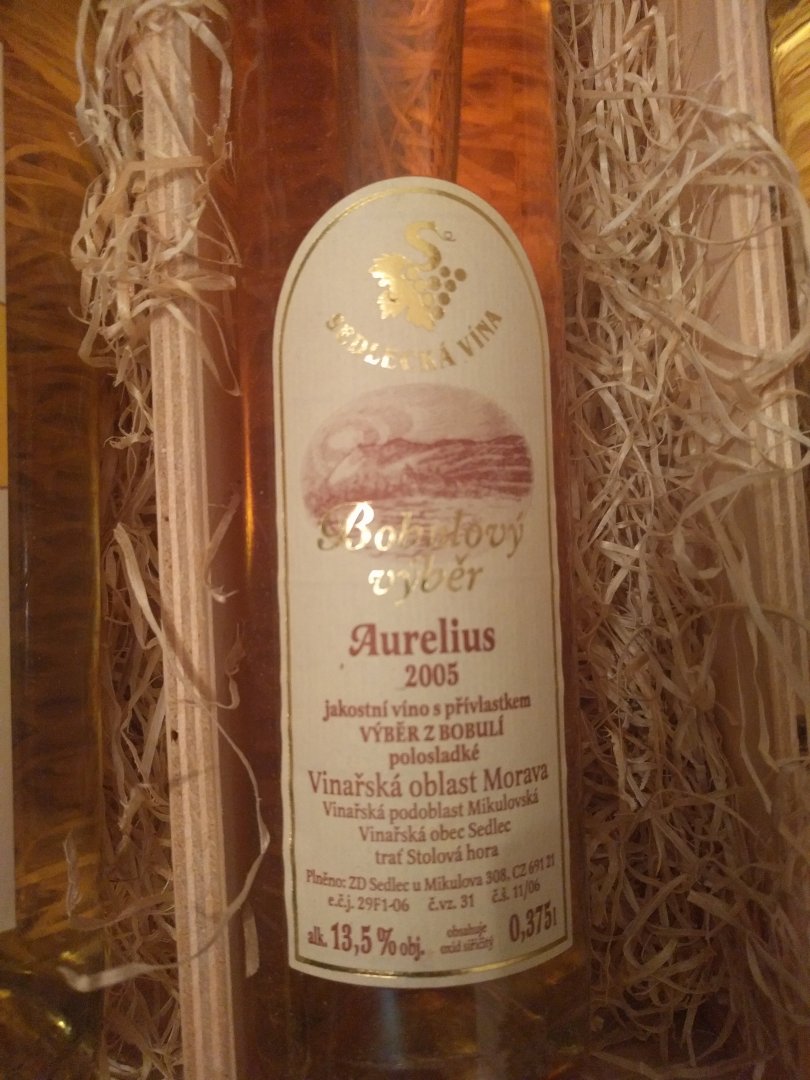 SEDLECKÁ VÍNA
Bobulový
výběr
Aurelius
2005
jakostní víno s přívlastkem
VÝBĚR Z BOBULÍ
polosladké
Vinařská oblast Morava
Vinařská podoblast Mikulovská
Vinařská obec Sedlec
trať Stolová hora
Plněno: ZD Sedlec u Mikulova 308, CZ 691 21
e.č.j. 29F1-06 č.vz. 31 č.š. 11/06
alk. 13,5 % obj. obsahuje oxid siřičitý 0,375 l